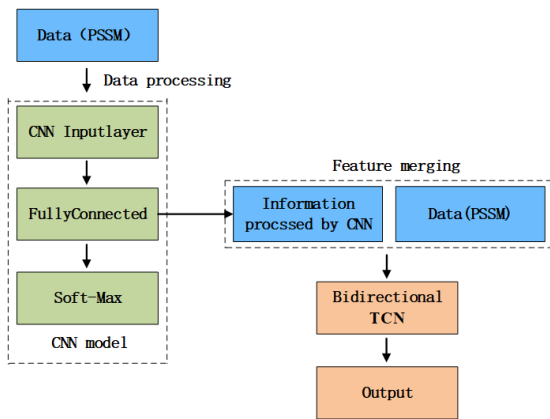 Data (PSSM)
Data processing
CNN Inputlayer
FullyConnected
Soft-Max
CNN model
Feature merging
Information
procssed by CNN
Data(PSSM)
Bidirectional
TCN
Output